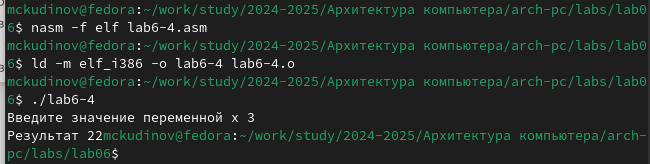 mckudinov@fedora:~/work/study/2024-2025/Архитектура компьютера/arch-pc/labs/lab0
6$ nasm -f elf lab6-4.asm
mckudinov@fedora:~/work/study/2024-2025/Архитектура компьютера/arch-pc/labs/lab0
6$ ld -m elf_i386 -o lab6-4 lab6-4.o
mckudinov@fedora:~/work/study/2024-2025/Архитектура компьютера/arch-pc/labs/lab0
6$ ./lab6-4
Введите значение переменной x 3
Результат 22mckudinov@fedora:~/work/study/2024-2025/Архитектура компьютера/arch-
pc/labs/lab06$